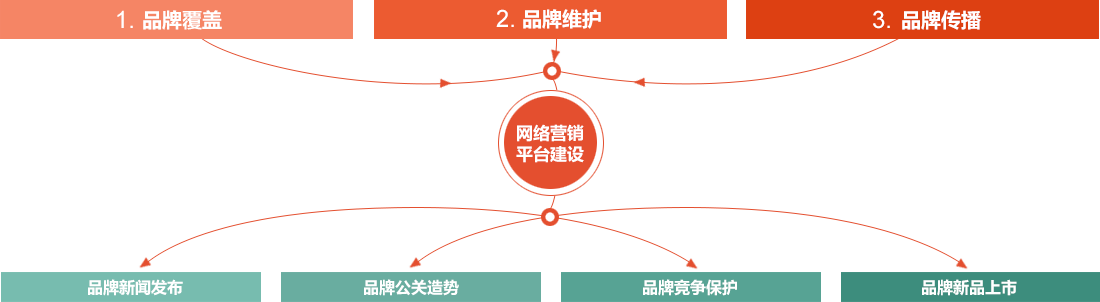 1. 品牌覆盖
2. 品牌维护
3. 品牌传播
网络营销
平台建设
品牌新闻发布
品牌公关造势
品牌竞争保护
品牌新品上市